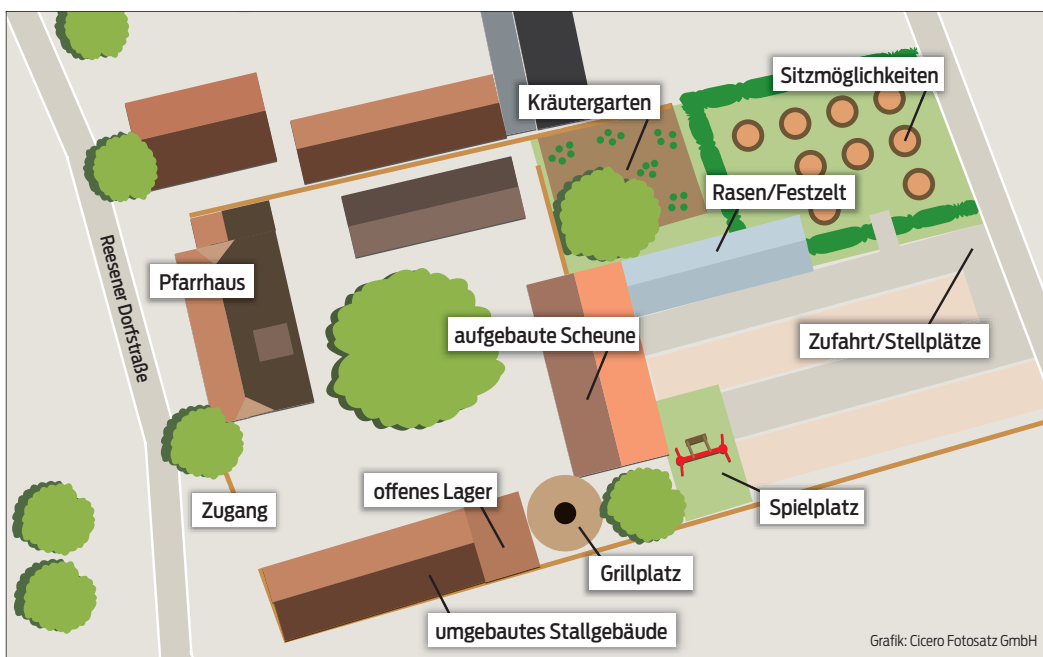 Sitzmöglichkeiten
Kräutergarten
Rasen/Festzelt
Reesener Dorfstraße
Pfarrhaus
aufgebaute Scheune
Zufahrt/Stellplätze
offenes Lager
Zugang
Spielplatz
Grillplatz
umgebautes Stallgebäude
Grafik: Cicero Fotosatz GmbH